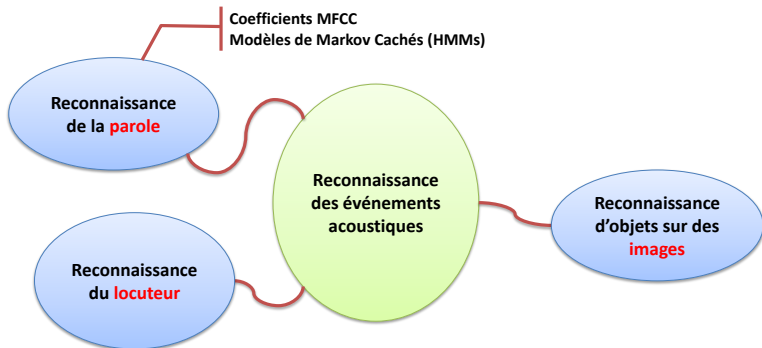 Coefficients MFCC
Modèles de Markov Cachés (HMMs)
Reconnaissance
de la parole
Reconnaissance
des événements
acoustiques
Reconnaissance
d'objets sur des
images
Reconnaissance
du locuteur